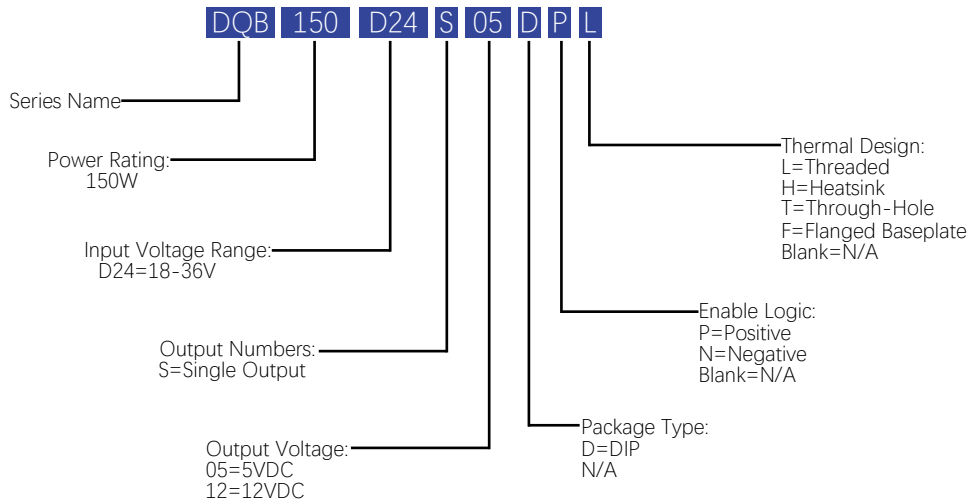 DQB 150 D24 S 05 D P L
Series Name
Power Rating:
150W
Input Voltage Range:
D24=18-36V
Output Numbers:
S=Single Output
Output Voltage:
05=5VDC
12=12VDC
Package Type:
D=DIP
N/A
Enable Logic:
P=Positive
N=Negative
Blank=N/A
Thermal Design:
L=Threaded
H=Heatsink
T=Through-Hole
F=Flanged Baseplate
Blank=N/A